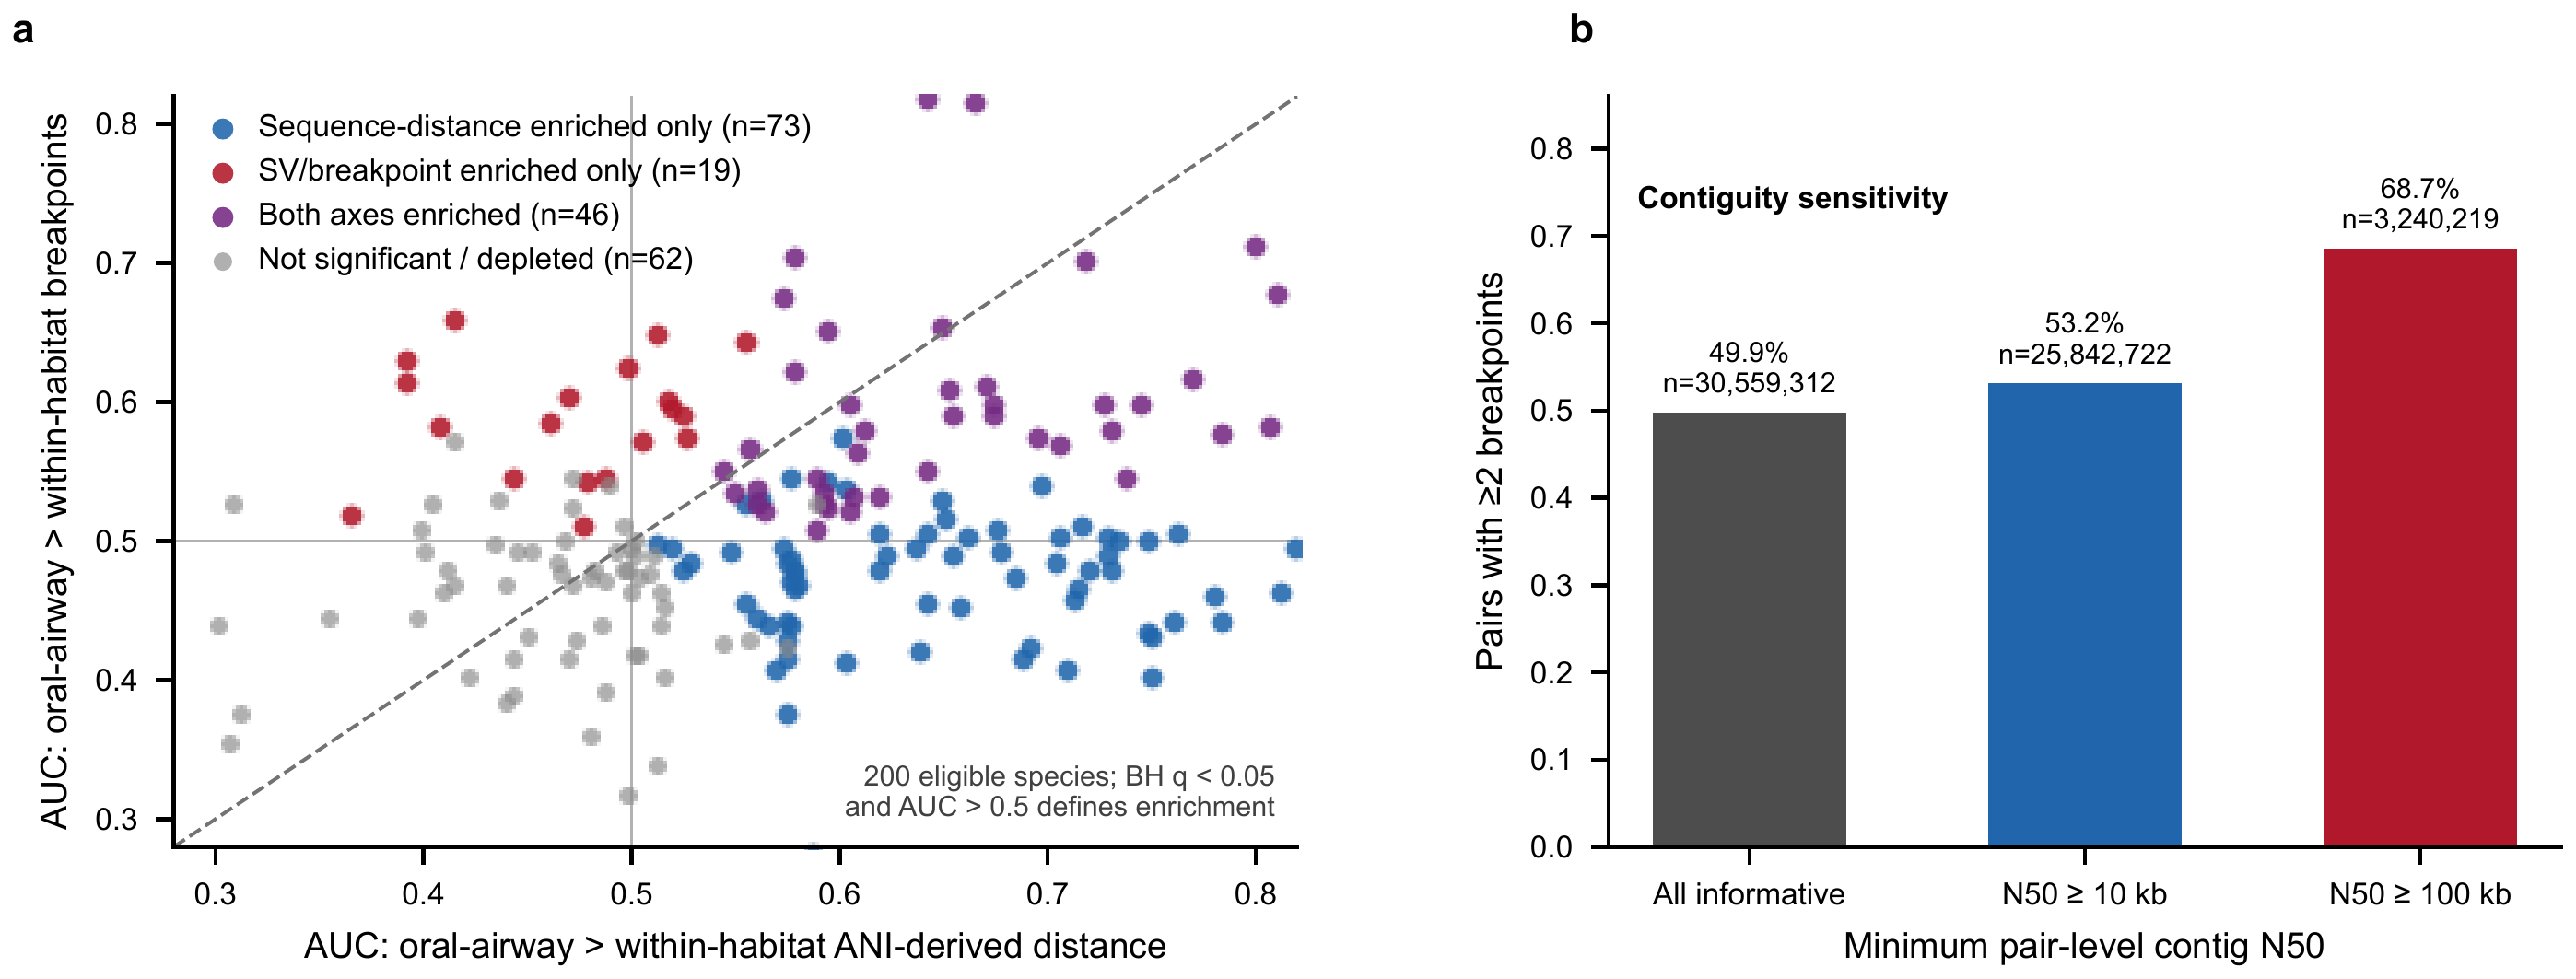 a
AUC: oral-airway > within-habitat breakpoints
0.8
0.7
0.6
0.5
0.4
0.3
Sequence-distance enriched only (n=73)
SV/breakpoint enriched only (n=19)
Both axes enriched (n=46)
Not significant / depleted (n=62)
200 eligible species; BH q < 0.05
and AUC > 0.5 defines enrichment
0.3
0.4
0.5
0.6
0.7
0.8
AUC: oral-airway > within-habitat ANI-derived distance
b
Pairs with ≥2 breakpoints
0.8
0.7
0.6
0.5
0.4
0.3
0.2
0.1
0.0
Contiguity sensitivity
49.9%
n=30,559,312
53.2%
n=25,842,722
68.7%
n=3,240,219
All informative
N50 ≥ 10 kb
N50 ≥ 100 kb
Minimum pair-level contig N50